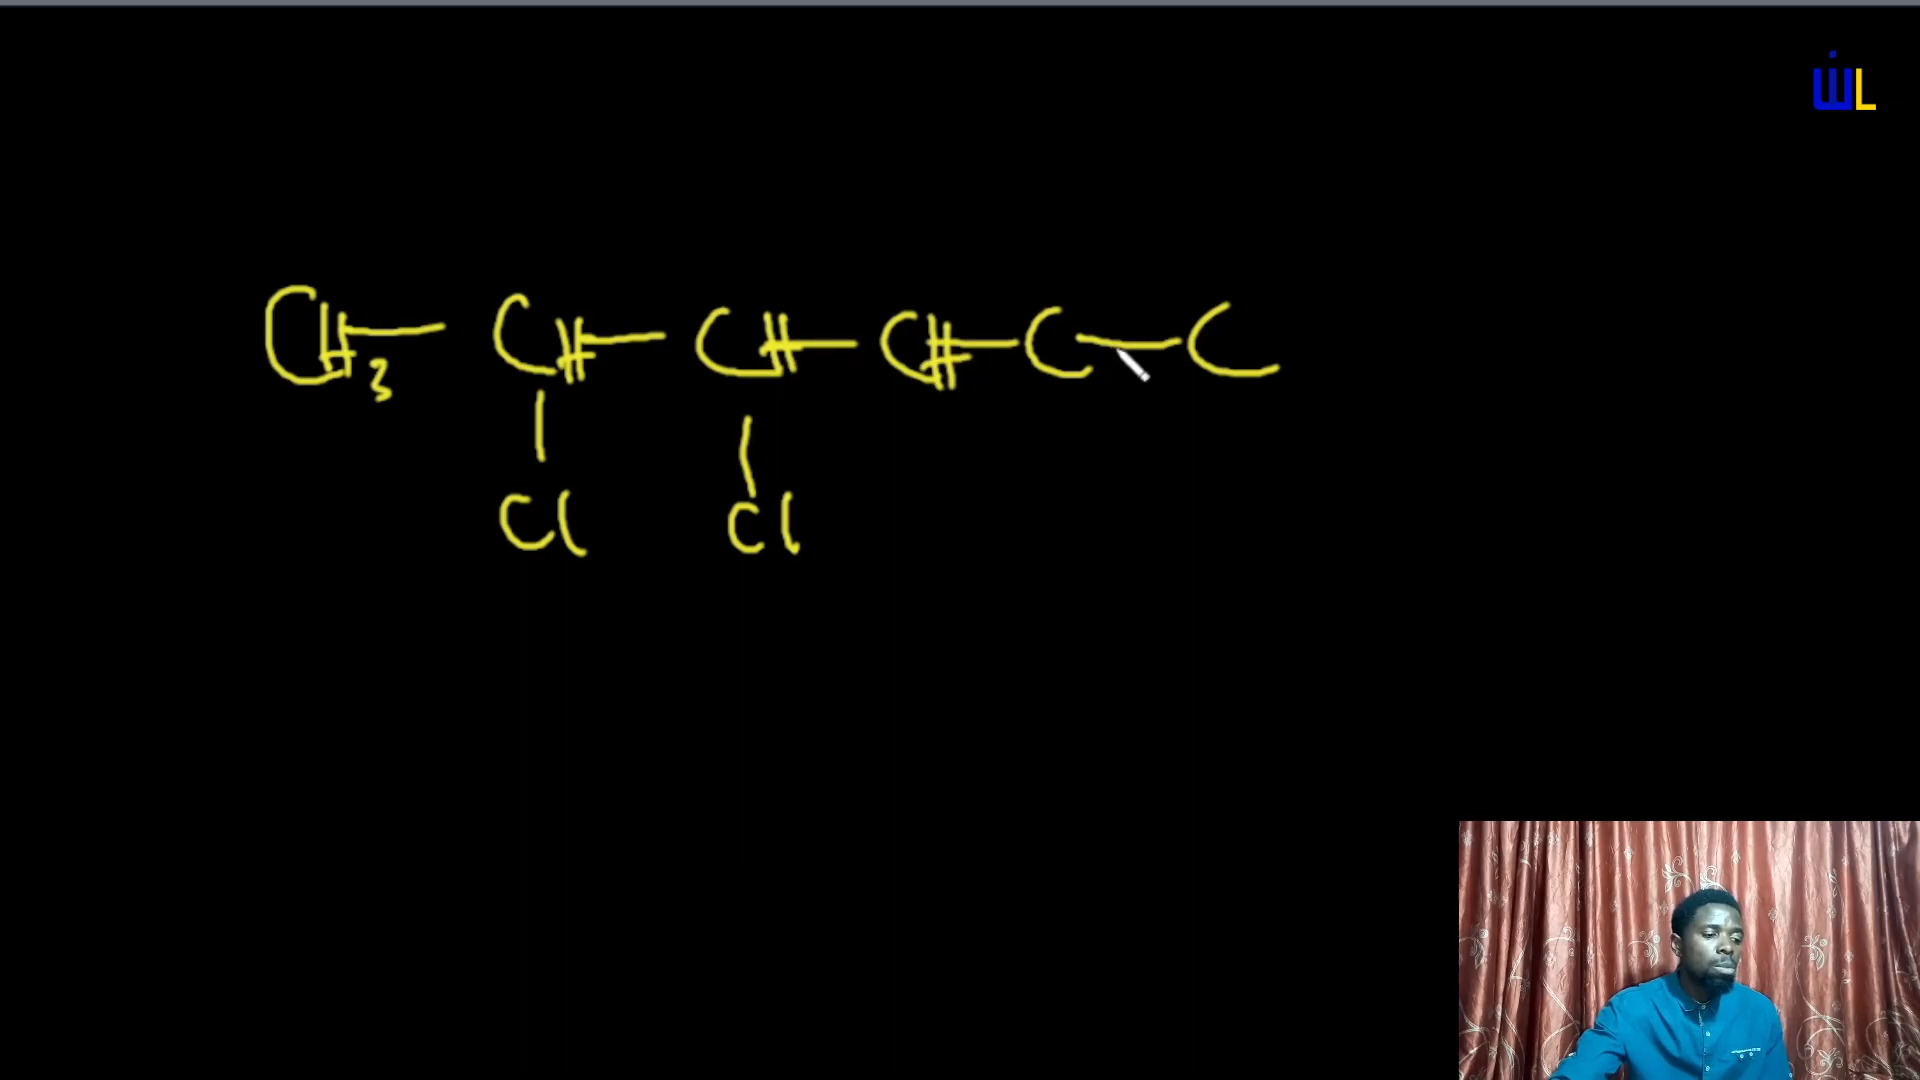 CH3 — CH — CH — CH — C — C
Cl Cl
WL